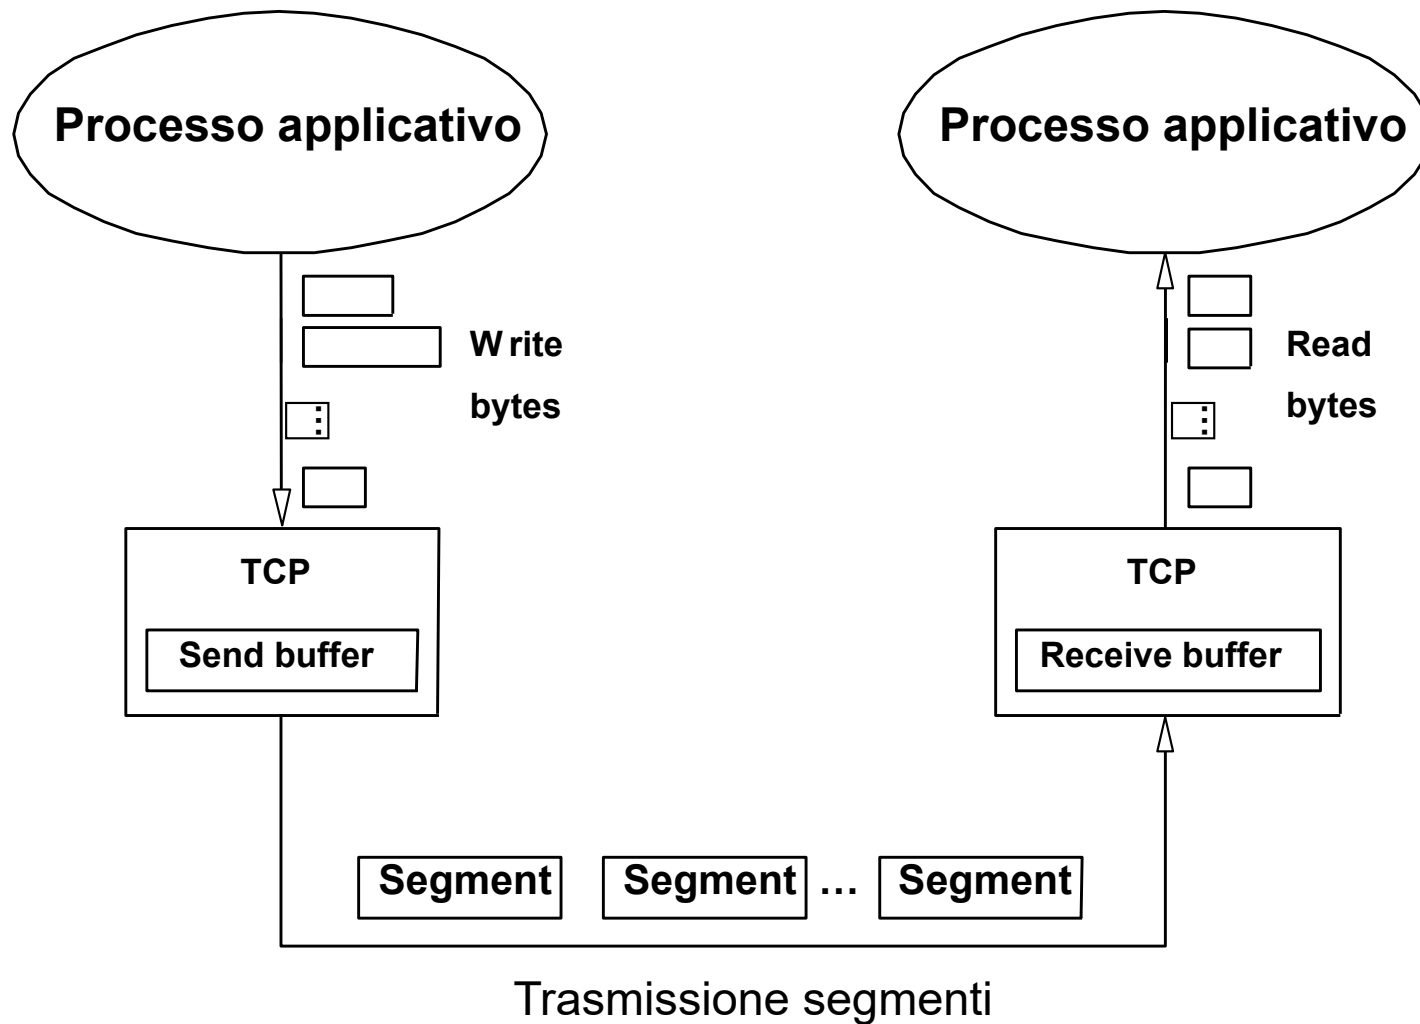 Processo applicativo
Processo applicativo
W rite
bytes
Read
bytes
TCP
TCP
Send buffer
Receive buffer
Segment Segment … Segment
Trasmissione segmenti